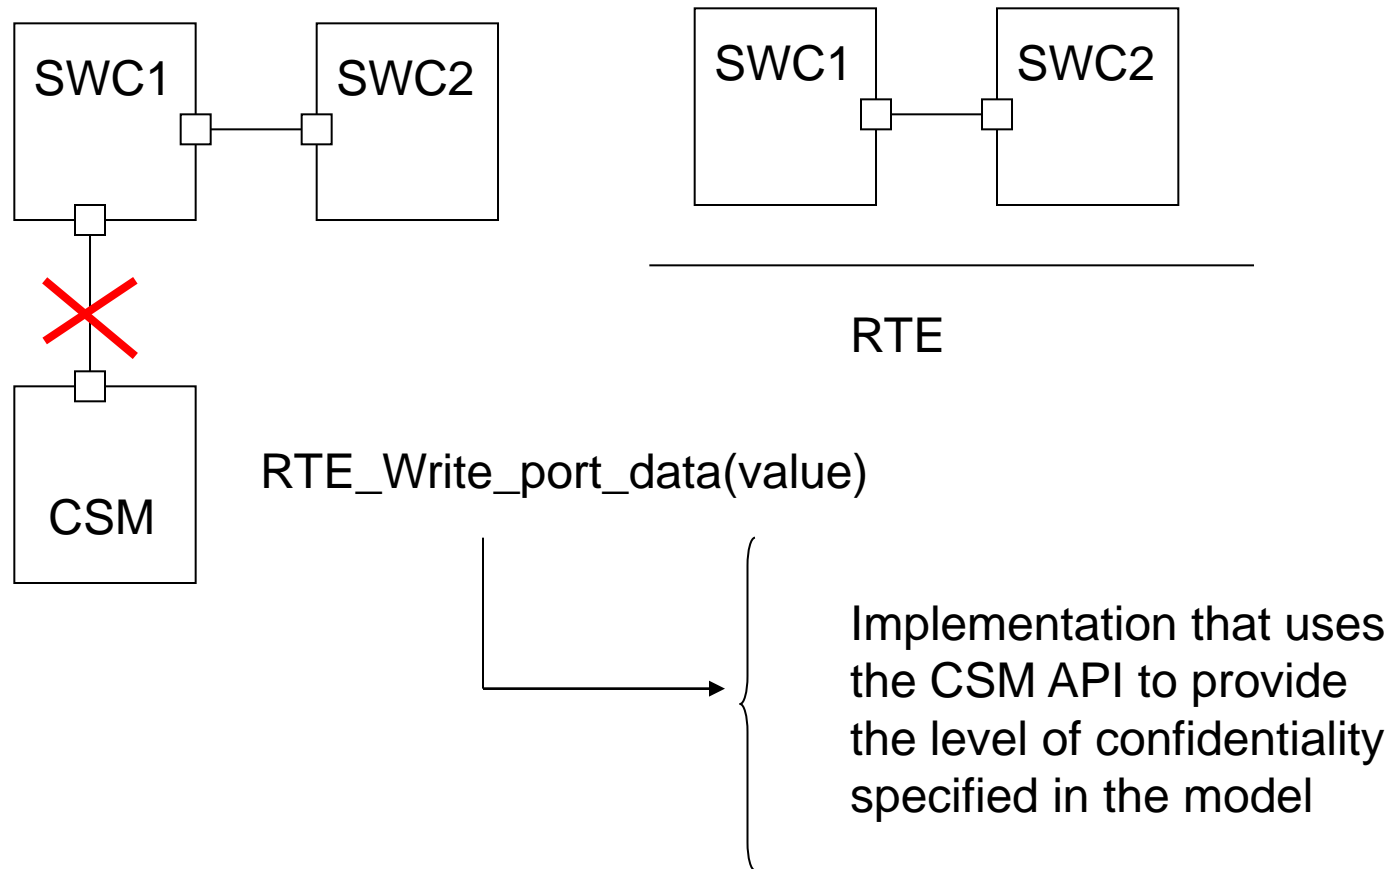 SWC1
SWC2
SWC1
SWC2
RTE
CSM
RTE_Write_port_data(value)
Implementation that uses
the CSM API to provide
the level of confidentiality
specified in the model